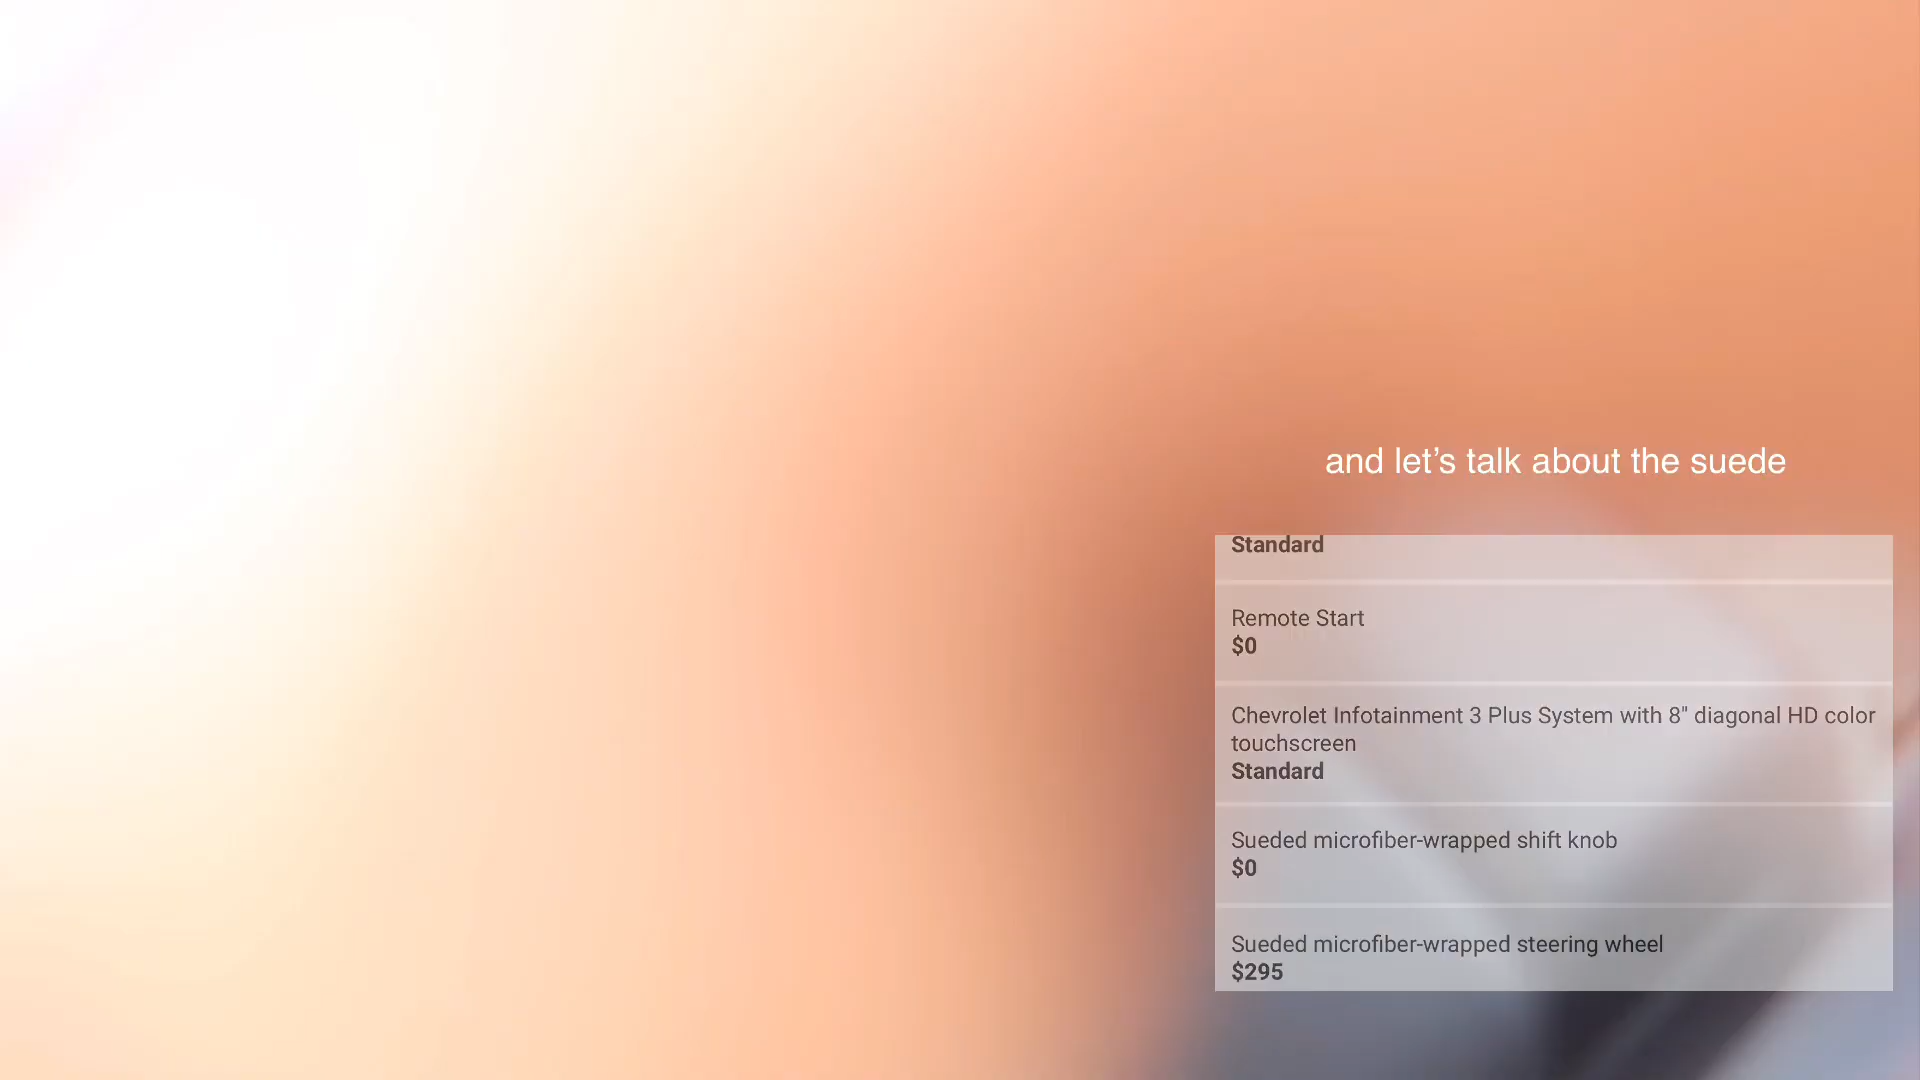 and let’s talk about the suede
Standard
Remote Start
$0
Chevrolet Infotainment 3 Plus System with 8" diagonal HD color
touchscreen
Standard
Sueded microfiber-wrapped shift knob
$0
Sueded microfiber-wrapped steering wheel
$295